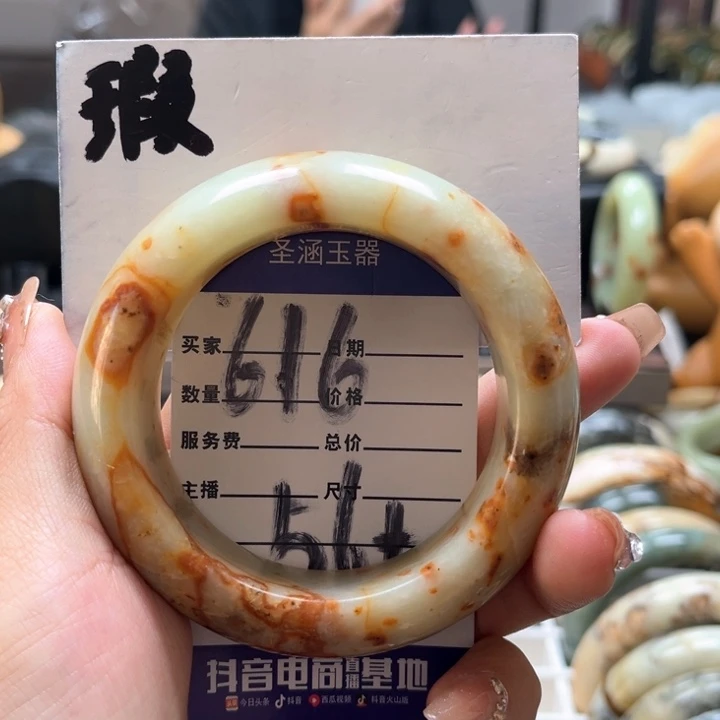 瑕
圣涵玉器
616
买家 日期
数量 价格
服务费 总价
主播 尺寸
56+
抖音电商直播基地
今日头条 抖音 西瓜视频 抖音火山版